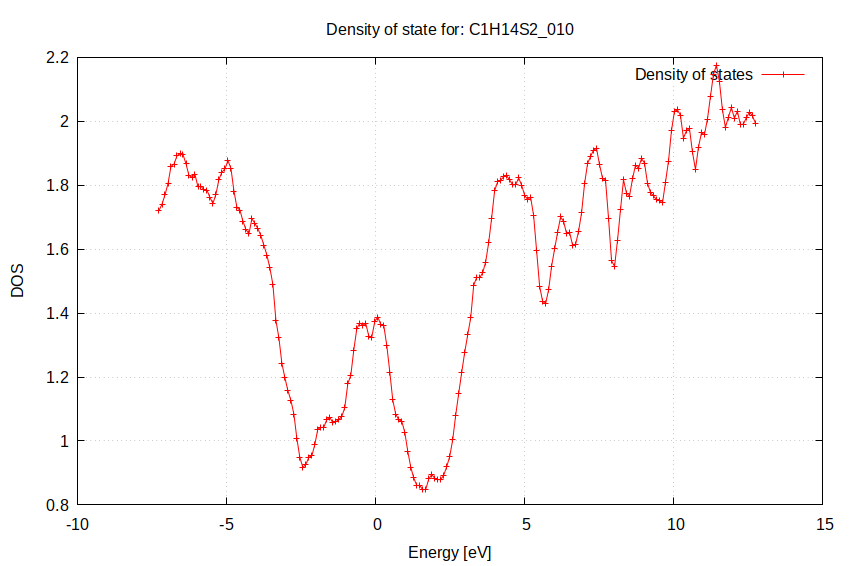 Density of state for: C1H14S2_010
Density of states
2.2
2
1.8
1.6
1.4
1.2
1
0.8
DOS
-10 -5 0 5 10 15
Energy [eV]